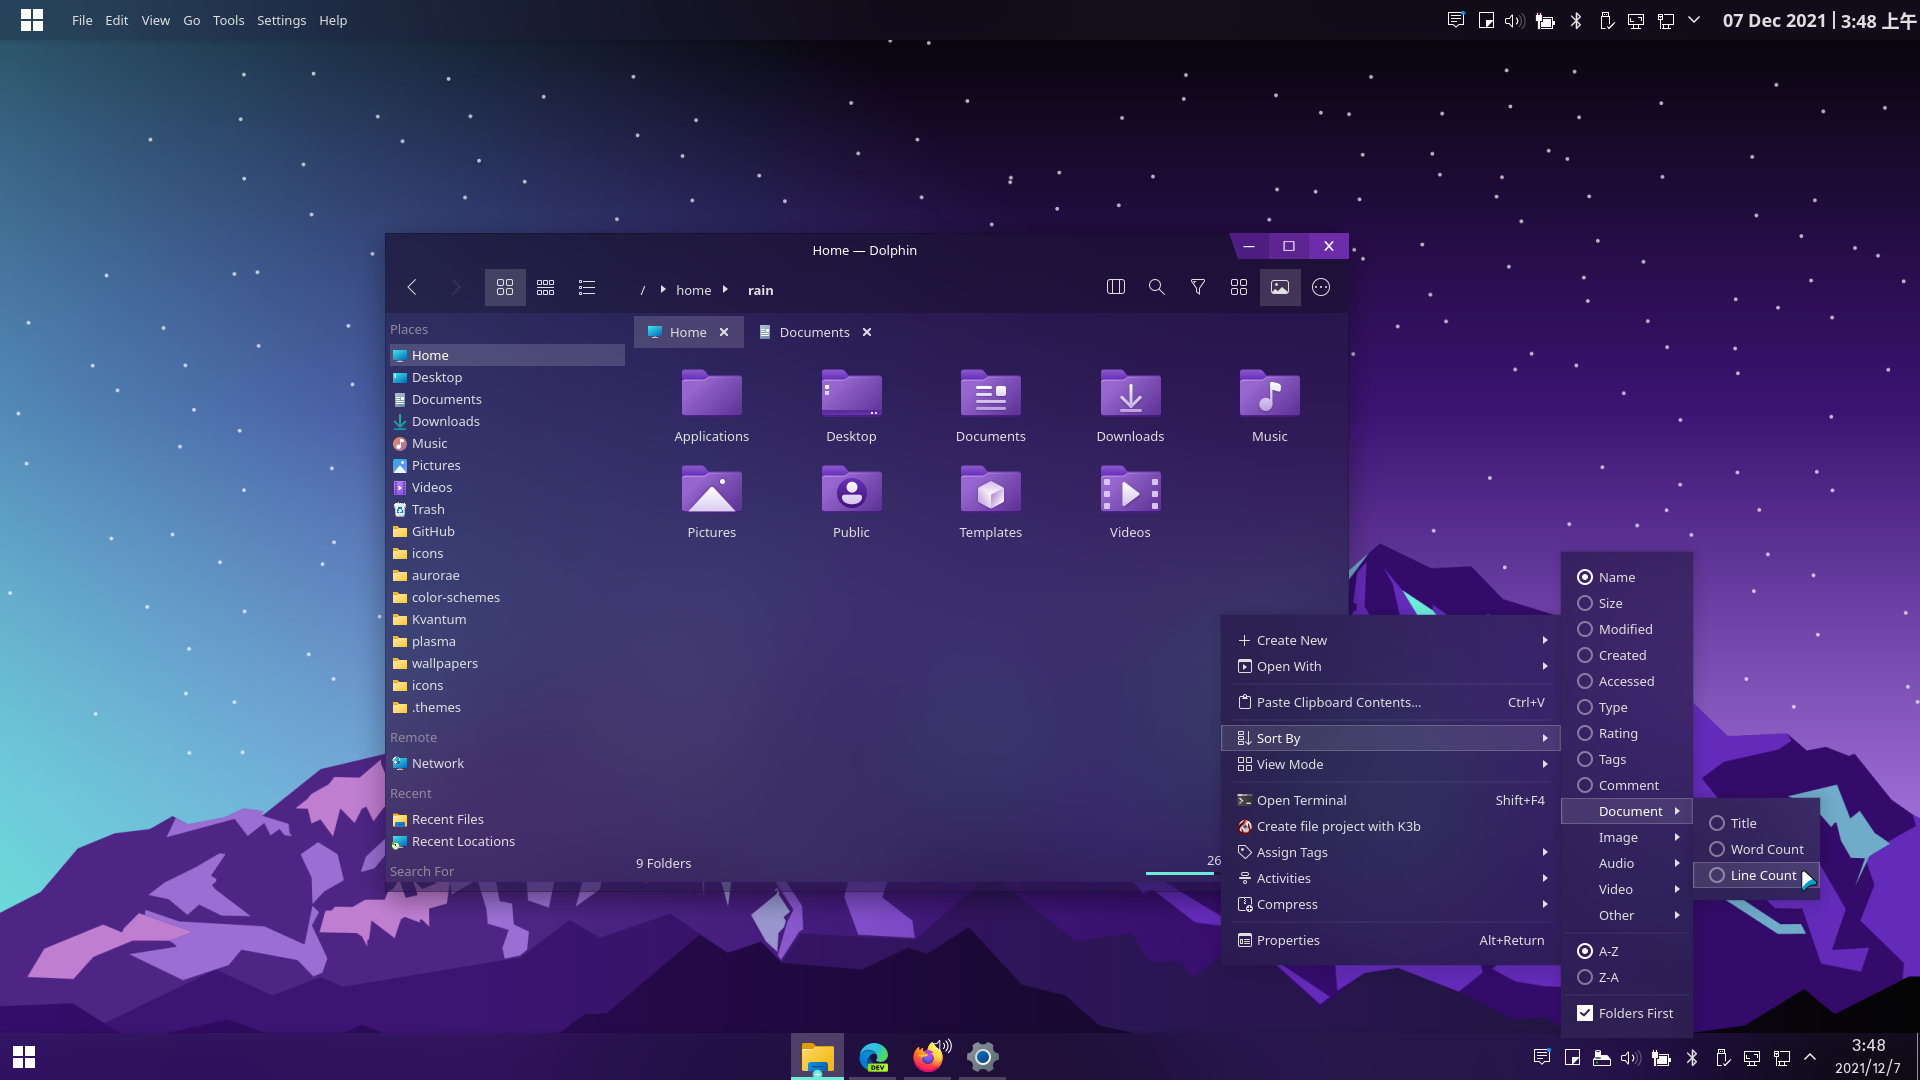 File Edit View Go Tools Settings Help
07 Dec 2021 | 3:48 上午
Home — Dolphin
/ home rain
Places
Home
Desktop
Documents
Downloads
Music
Pictures
Videos
Trash
GitHub
icons
aurorae
color-schemes
Kvantum
plasma
wallpapers
icons
.themes
Remote
Network
Recent
Recent Files
Recent Locations
Search For
Home Documents
Applications Desktop Documents Downloads Music
Pictures Public Templates Videos
9 Folders 26
Create New
Open With
Paste Clipboard Contents... Ctrl+V
Sort By
View Mode
Open Terminal Shift+F4
Create file project with K3b
Assign Tags
Activities
Compress
Properties Alt+Return
Name
Size
Modified
Created
Accessed
Type
Rating
Tags
Comment
Document
Image
Audio
Video
Other
A-Z
Z-A
Folders First
Title
Word Count
Line Count
DEV
3:48
2021/12/7